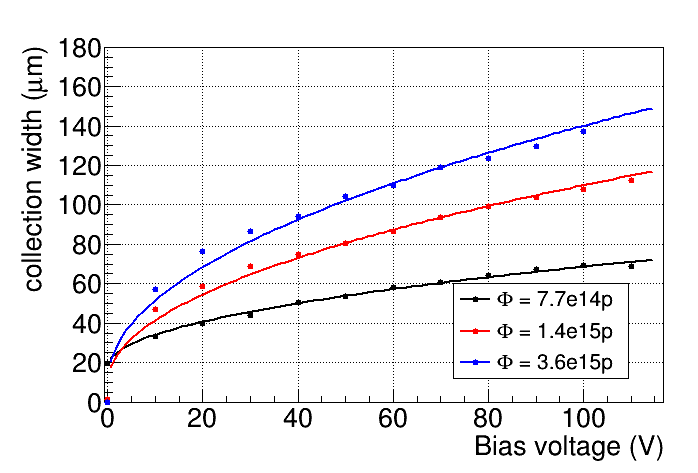 collection width (μm)
180
160
140
120
100
80
60
40
20
0
0 20 40 60 80 100
Bias voltage (V)
Φ = 7.7e14p
Φ = 1.4e15p
Φ = 3.6e15p